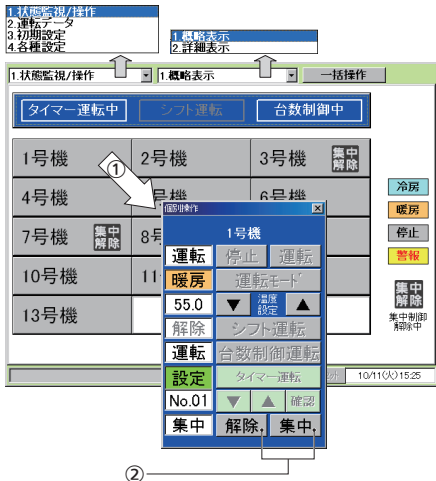 1.状態監視/操作
2.運転データ
3.初期設定
4.各種設定
1.概略表示
2.詳細表示
1.状態監視/操作 1.概略表示 一括操作
タイマー運転中 シフト運転 台数制御中
1号機 2号機 3号機 集中解除
①
4号機 号機 6号機
7号機 集中解除 8号
10号機 11
13号機
冷房
暖房
停止
警報
集中
解除
集中制御
解除中
個別操作
1号機
運転 停止 運転
暖房 運転モード
55.0 ▼ 温度設定 ▲
解除 シフト運転
運転 台数制御運転
設定 タイマー運転
No.01 ▼ ▲ 確認
集中 解除 集中
10/11(火)15:25
②